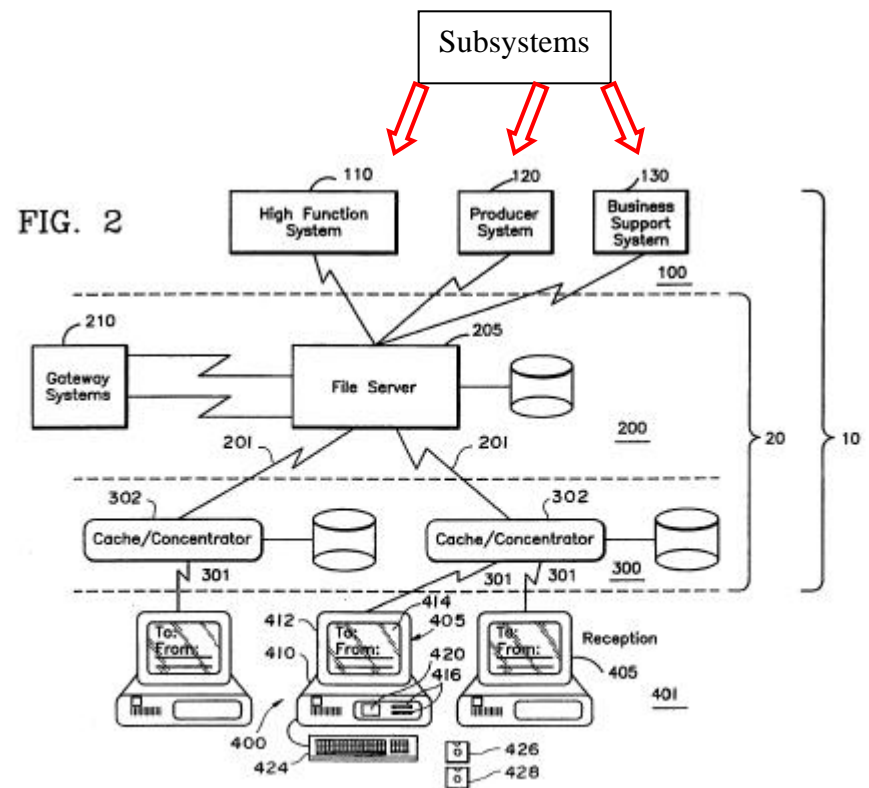 Subsystems
110
120
130
FIG. 2
High Function
System
Producer
System
Business
Support
System
100
210
205
Gateway
Systems
File Server
200
20
10
201
201
302
302
Cache/Concentrator
Cache/Concentrator
301
301
301
300
412
414
405
410
420
416
To:
From:
To:
From:
To:
From:
Reception
405
401
400
424
426
428